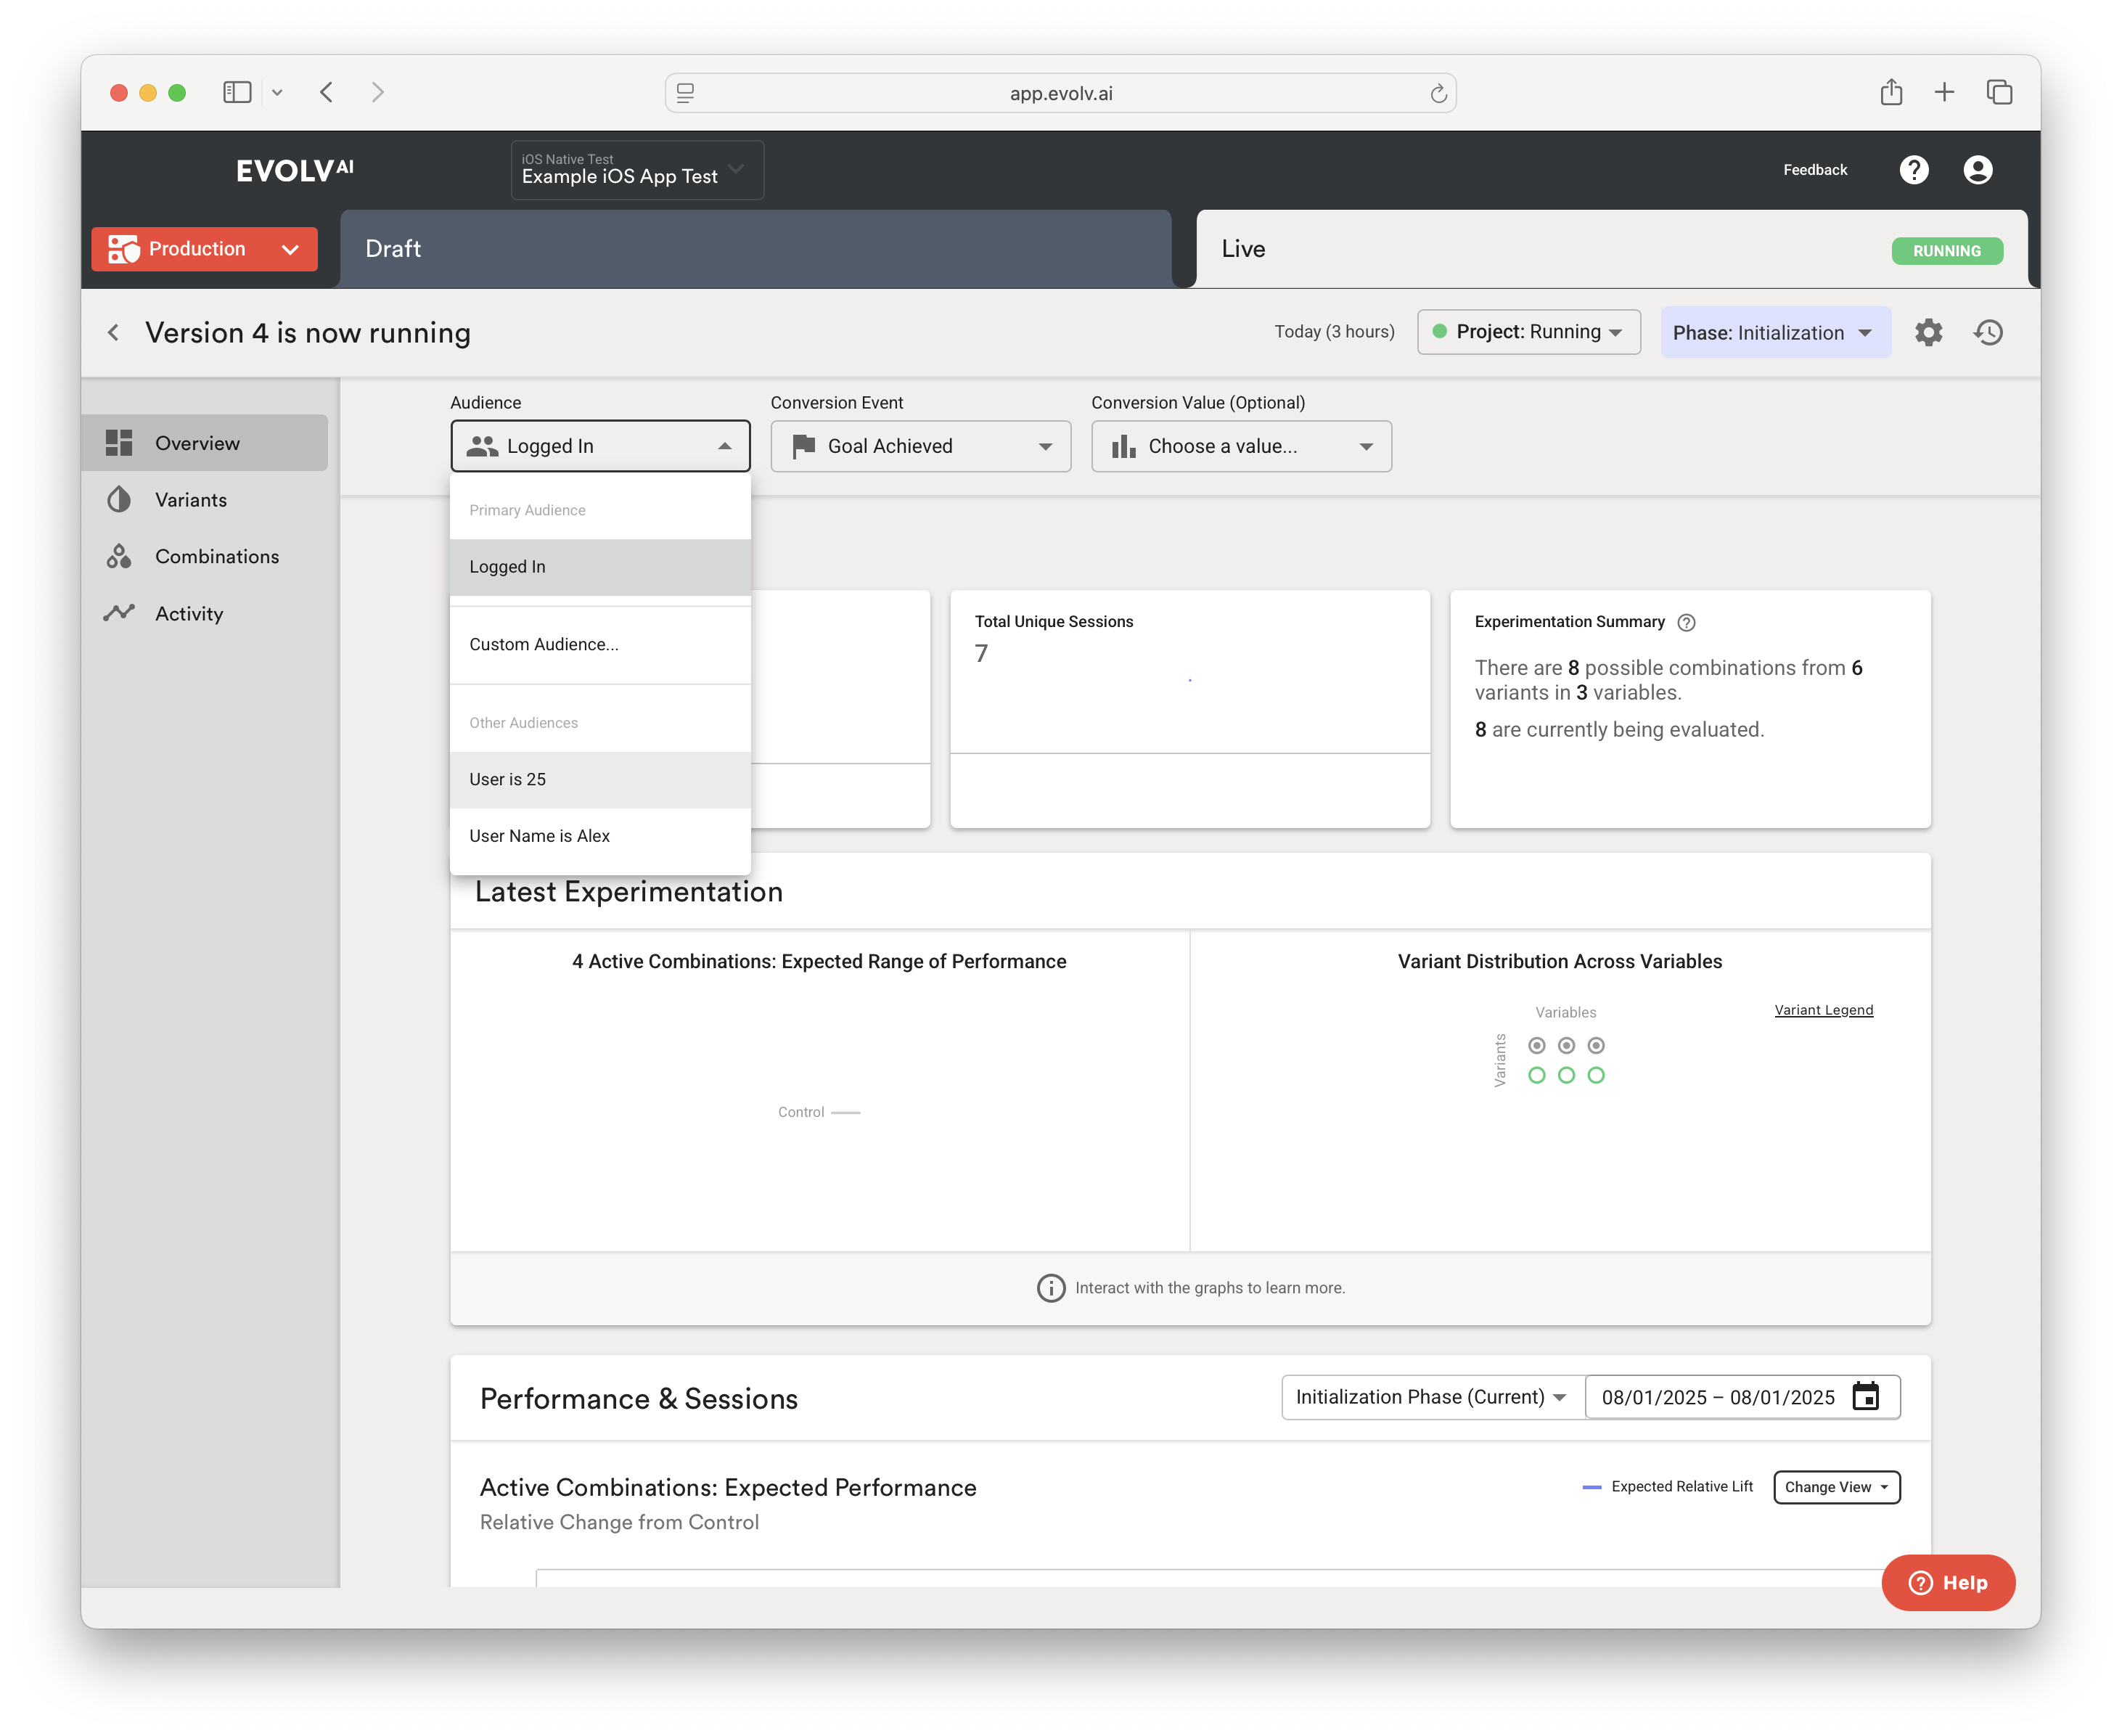 app.evolv.ai
EVOLV AI
iOS Native Test
Example iOS App Test
Feedback
Production
Draft
Live
RUNNING
Version 4 is now running
Today (3 hours)
Project: Running
Phase: Initialization
Overview
Variants
Combinations
Activity
Audience
Conversion Event
Conversion Value (Optional)
Logged In
Goal Achieved
Choose a value...
Primary Audience
Logged In
Custom Audience...
Other Audiences
User is 25
User Name is Alex
Total Unique Sessions
7
Experimentation Summary
There are 8 possible combinations from 6
variants in 3 variables.
8 are currently being evaluated.
Latest Experimentation
4 Active Combinations: Expected Range of Performance
Control
Variant Distribution Across Variables
Variables
Variant Legend
Variants
Interact with the graphs to learn more.
Performance & Sessions
Initialization Phase (Current)
08/01/2025 – 08/01/2025
Active Combinations: Expected Performance
Relative Change from Control
Expected Relative Lift
Change View
Help